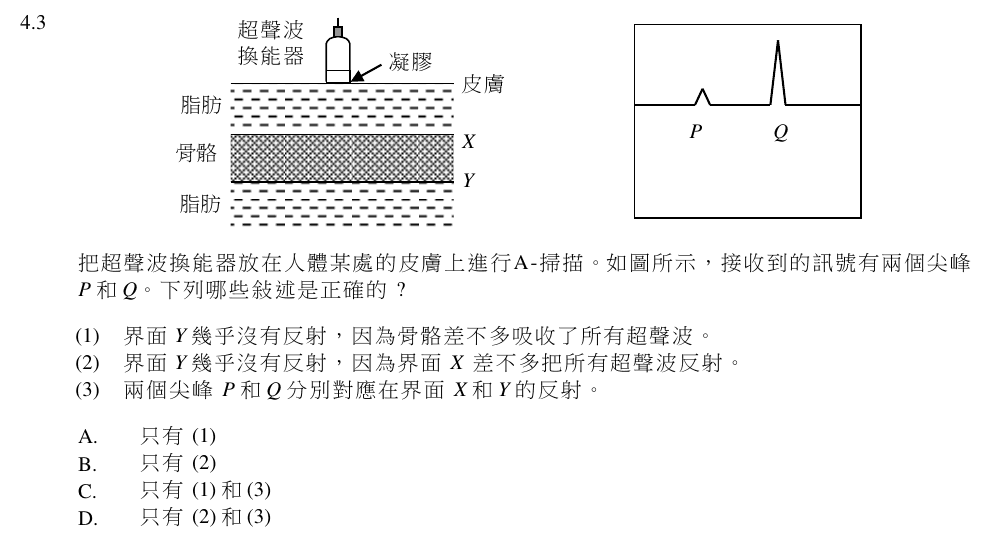 4.3
超聲波
換能器
凝膠
皮膚
脂肪
X
骨骼
Y
脂肪
P
Q
把超聲波換能器放在人體某處的皮膚上進行A-掃描。如圖所示，接收到的訊號有兩個尖峰
P 和 Q。下列哪些敍述是正確的 ?
(1) 界面 Y 幾乎沒有反射，因為骨骼差不多吸收了所有超聲波。
(2) 界面 Y 幾乎沒有反射，因為界面 X 差不多把所有超聲波反射。
(3) 兩個尖峰 P 和 Q 分別對應在界面 X 和 Y 的反射。
A. 只有 (1)
B. 只有 (2)
C. 只有 (1) 和 (3)
D. 只有 (2) 和 (3)